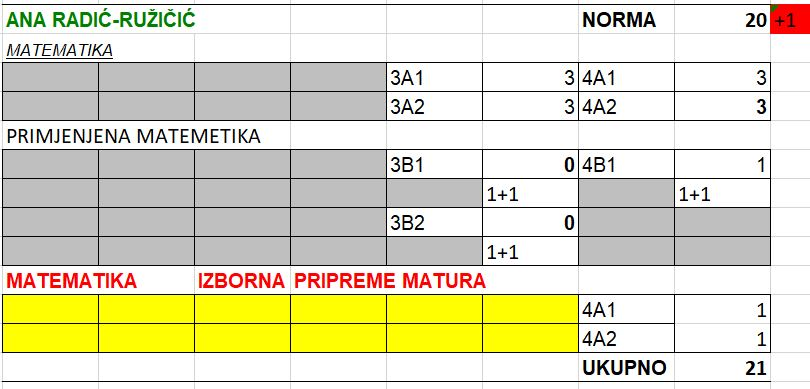 ANA RADIĆ-RUŽIČIĆ NORMA 20 +1
MATEMATIKA
3A1 3 4A1 3
3A2 3 4A2 3
PRIMJENJENA MATEMETIKA
3B1 0 4B1 1
1+1 1+1
3B2 0
1+1
MATEMATIKA IZBORNA PRIPREME MATURA
4A1 1
4A2 1
UKUPNO 21